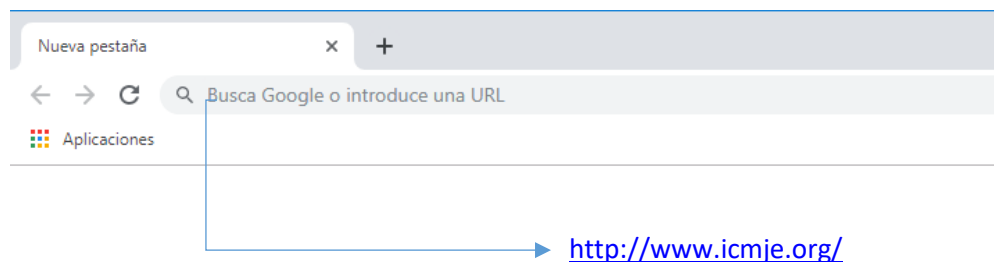 Nueva pestaña
Busca Google o introduce una URL
Aplicaciones
http://www.icmje.org/